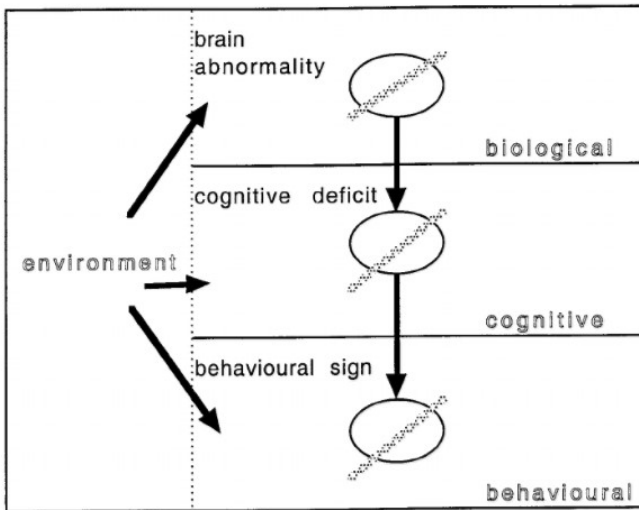 brain
abnormality
biological
cognitive deficit
environment
cognitive
behavioural sign
behavioural